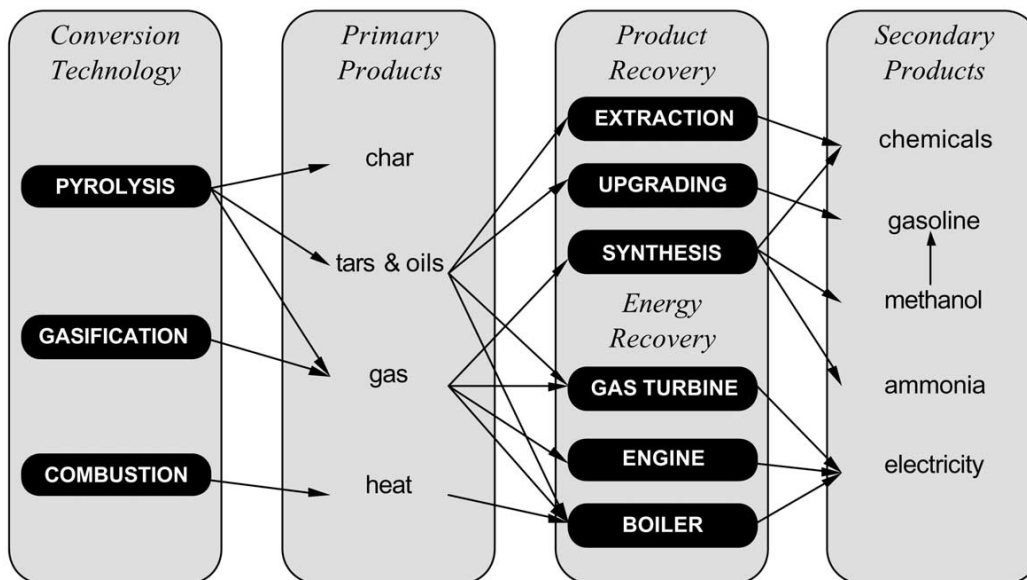 Conversion
Technology
PYROLYSIS
GASIFICATION
COMBUSTION
Primary
Products
char
tars & oils
gas
heat
Product
Recovery
EXTRACTION
UPGRADING
SYNTHESIS
Energy
Recovery
GAS TURBINE
ENGINE
BOILER
Secondary
Products
chemicals
gasoline
methanol
ammonia
electricity